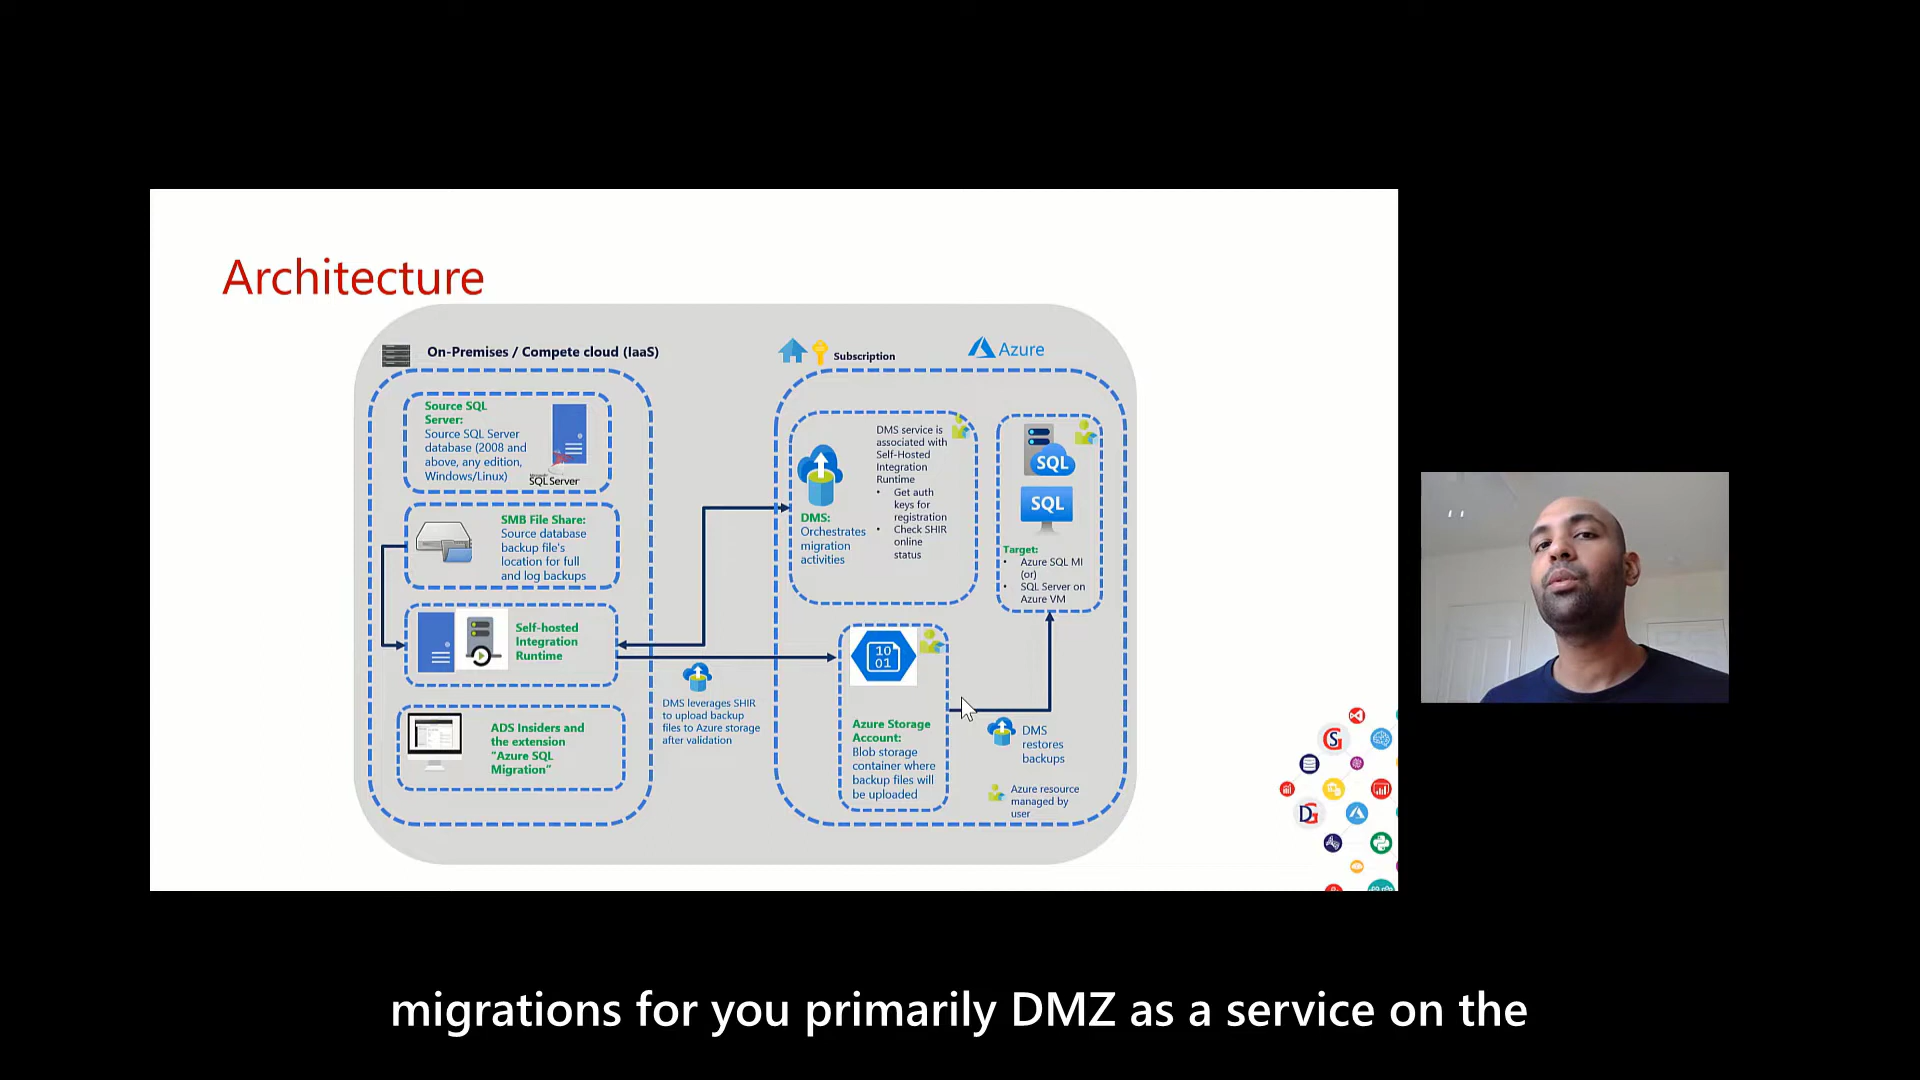 Architecture
On-Premises / Compete cloud (IaaS)
Source SQL
Server:
Source SQL Server
database (2008 and
above, any edition,
Windows/Linux)
SQL Server
SMB File Share:
Source database
backup file's
location for full
and log backups
Self-hosted
Integration
Runtime
ADS Insiders and
the extension
"Azure SQL
Migration"
DMS leverages SHIR
to upload backup
files to Azure storage
after validation
Subscription
Azure
DMS:
Orchestrates
migration
activities
DMS service is
associated with
Self-Hosted
Integration
Runtime
• Get auth
keys for
registration
• Check SHIR
online
status
SQL
SQL
Target:
• Azure SQL MI
(or)
• SQL Server on
Azure VM
10
01
Azure Storage
Account:
Blob storage
container where
backup files will
be uploaded
DMS
restores
backups
Azure resource
managed by
user
migrations for you primarily DMZ as a service on the